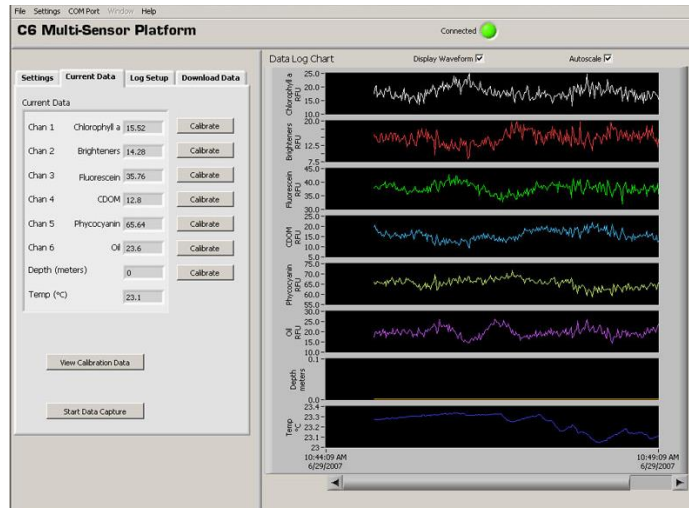 File Settings COM Port Window Help
C6 Multi-Sensor Platform
Connected
Settings Current Data Log Setup Download Data
Current Data
Chan 1 Chlorophyll a 15.52 Calibrate
Chan 2 Brighteners 14.28 Calibrate
Chan 3 Fluorescein 35.76 Calibrate
Chan 4 CDOM 12.8 Calibrate
Chan 5 Phycocyanin 65.64 Calibrate
Chan 6 Oil 23.6 Calibrate
Depth (meters) 0 Calibrate
Temp (°C) 23.1
View Calibration Data
Start Data Capture
Data Log Chart Display Waveform Autoscale
Chlorophyll a
RFU
25.0
20.0
15.0
10.0
Brighteners
RFU
20.0
12.5
7.5
Fluorescein
RFU
45.0
40.0
35.0
30.0
CDOM
RFU
25.0
20.0
15.0
10.0
5.0
Phycocyanin
RFU
75.0
70.0
65.0
60.0
55.0
Oil
RFU
30.0
25.0
20.0
15.0
10.0
Depth
meters
0.1
0.0
Temp
°C
23.4
23.3
23.2
23.1
23
10:44:09 AM 10:49:09 AM
6/29/2007 6/29/2007